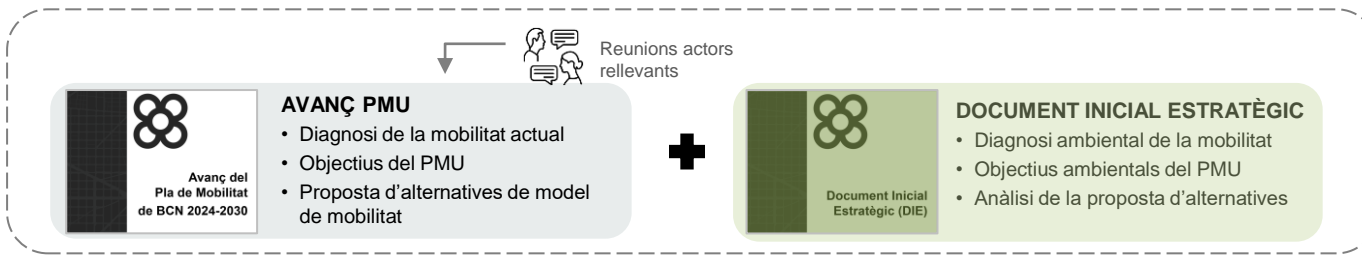 Reunions actors
rellevants
AVANÇ PMU
• Diagnosi de la mobilitat actual
• Objectius del PMU
• Proposta d'alternatives de model
de mobilitat
Avanç del
Pla de Mobilitat
de BCN 2024-2030
DOCUMENT INICIAL ESTRATÈGIC
• Diagnosi ambiental de la mobilitat
• Objectius ambientals del PMU
• Anàlisi de la proposta d'alternatives
Document Inicial
Estratègic (DIE)